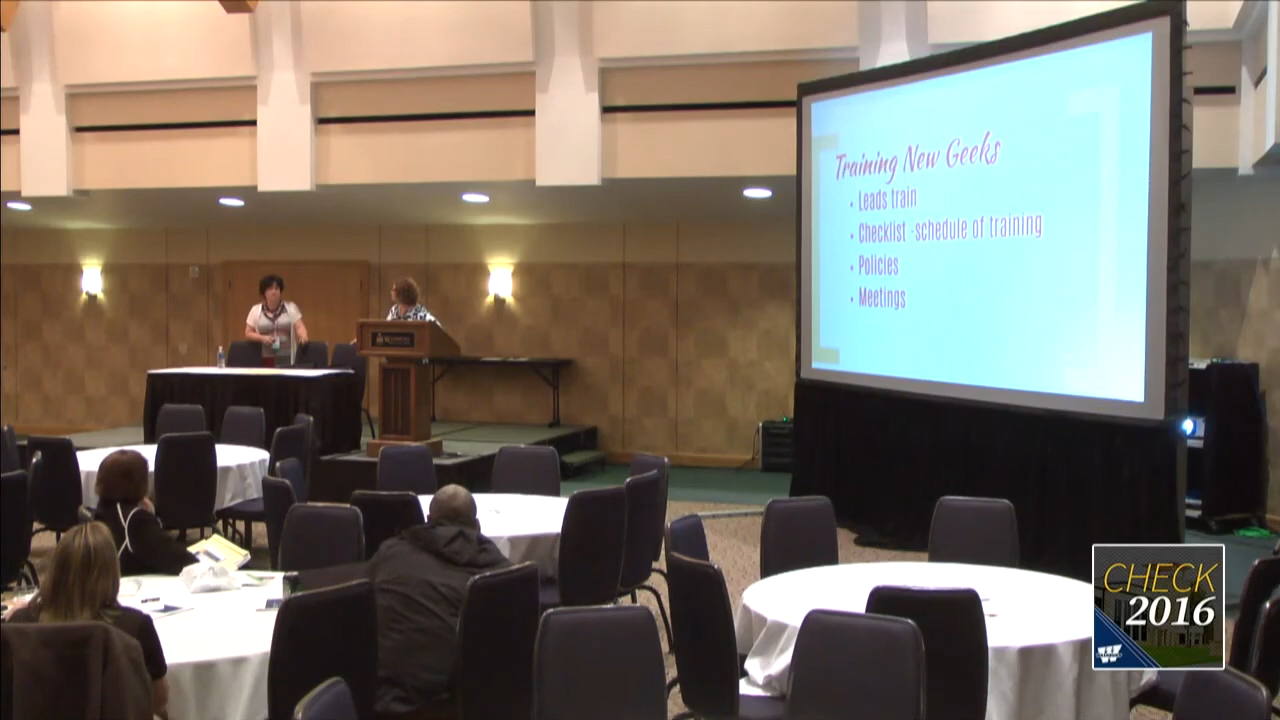 Training New Geeks
• Leads train
• Checklist -schedule of training
• Policies
• Meetings
CHECK
2016
W